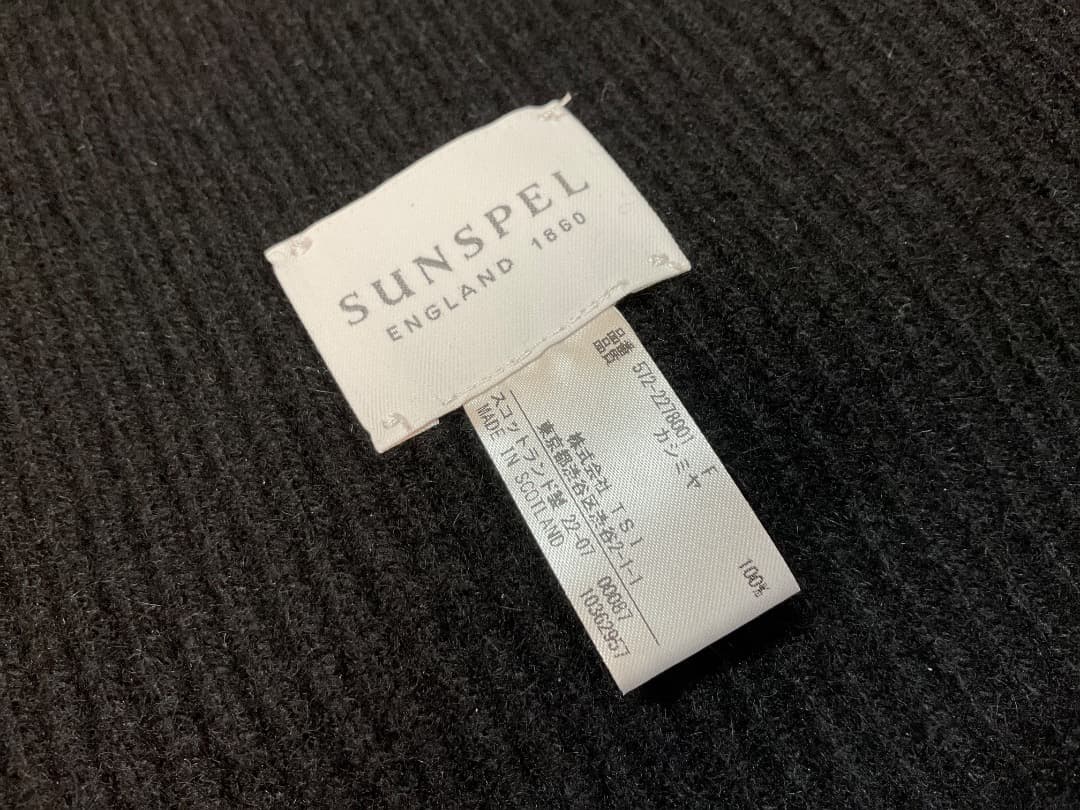 SUNSPEL
ENGLAND 1860
品番
572-2278001 F
カシミヤ 100%
株式会社 TSI
東京都渋谷区渋谷2-1-1
スコットランド製 22-07 00087
MADE IN SCOTLAND 10362957